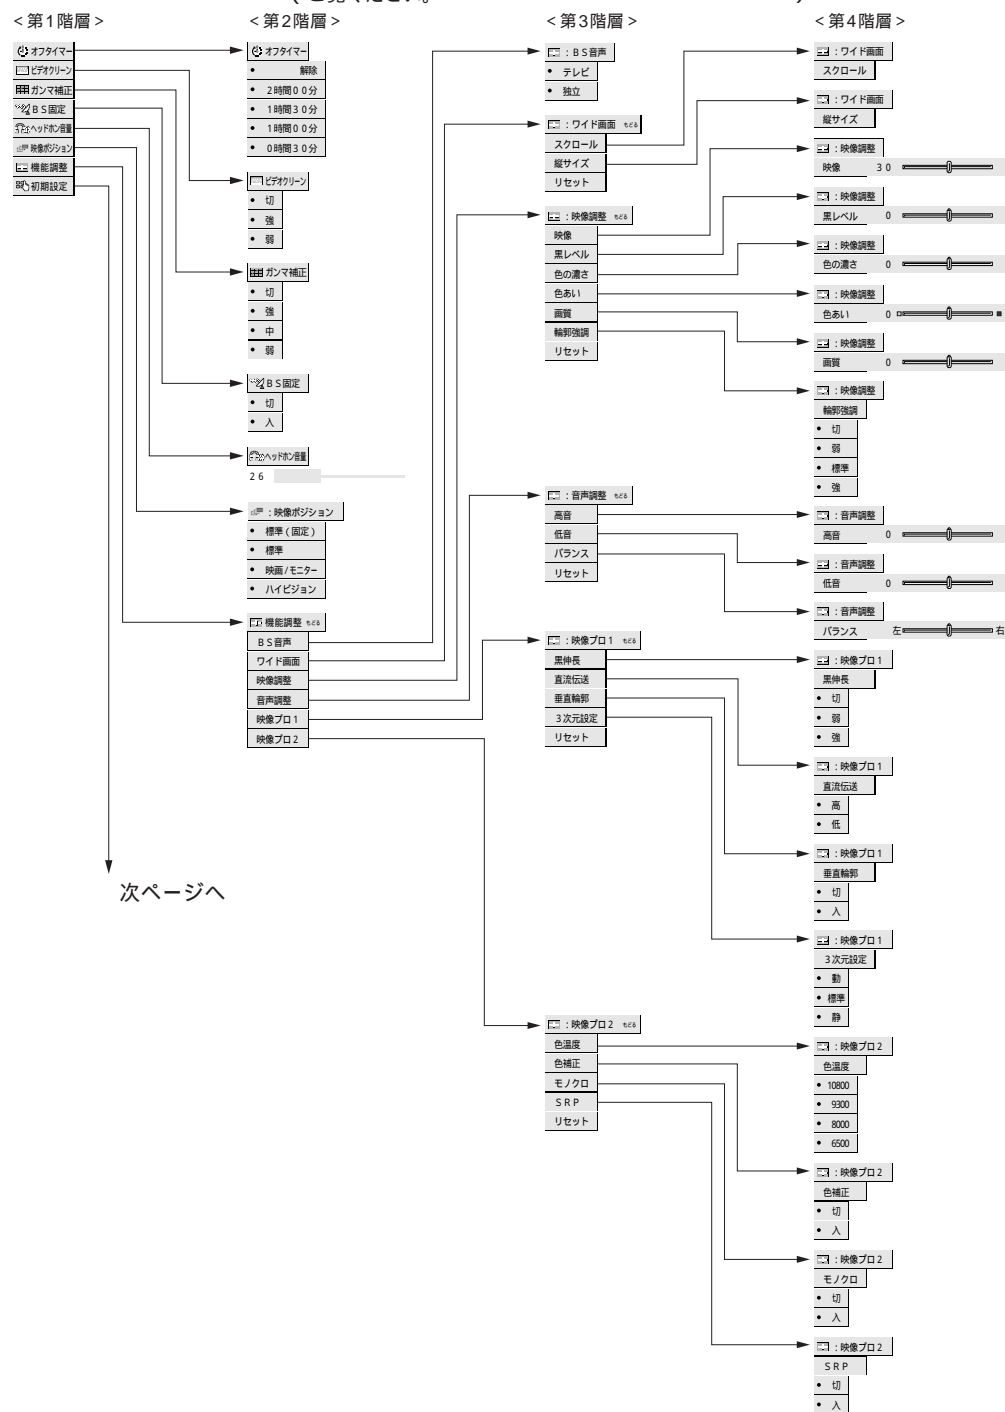 ご覧ください。
<第1階層>
オフタイマー
ビデオクリーン
ガンマ補正
BS固定
ヘッドホン音量
映像ポジション
機能調整
初期設定
次ページへ
<第2階層>
オフタイマー
• 解除
• 2時間00分
• 1時間30分
• 1時間00分
• 0時間30分
ビデオクリーン
• 切
• 強
• 弱
ガンマ補正
• 切
• 強
• 中
• 弱
BS固定
• 切
• 入
ヘッドホン音量
26
:映像ポジション
• 標準(固定)
• 標準
• 映画/モニター
• ハイビジョン
機能調整 もどる
BS音声
ワイド画面
映像調整
音声調整
映像プロ1
映像プロ2
<第3階層>
:BS音声
• テレビ
• 独立
:ワイド画面 もどる
スクロール
縦サイズ
リセット
:映像調整 もどる
映像
黒レベル
色の濃さ
色あい
画質
輪郭強調
リセット
:音声調整 もどる
高音
低音
バランス
リセット
:映像プロ1 もどる
黒伸長
直流伝送
垂直輪郭
3次元設定
リセット
:映像プロ2 もどる
色温度
色補正
モノクロ
SRP
リセット
<第4階層>
:ワイド画面
スクロール
:ワイド画面
縦サイズ
:映像調整
映像 30
:映像調整
黒レベル 0
:映像調整
色の濃さ 0
:映像調整
色あい 0
:映像調整
画質 0
:映像調整
輪郭強調
• 切
• 弱
• 標準
• 強
:音声調整
高音 0
:音声調整
低音 0
:音声調整
バランス 左 右
:映像プロ1
黒伸長
• 切
• 弱
• 強
:映像プロ1
直流伝送
• 高
• 低
:映像プロ1
垂直輪郭
• 切
• 入
:映像プロ1
3次元設定
• 動
• 標準
• 静
:映像プロ2
色温度
• 10800
• 9300
• 8000
• 6500
:映像プロ2
色補正
• 切
• 入
:映像プロ2
モノクロ
• 切
• 入
:映像プロ2
SRP
• 切
• 入